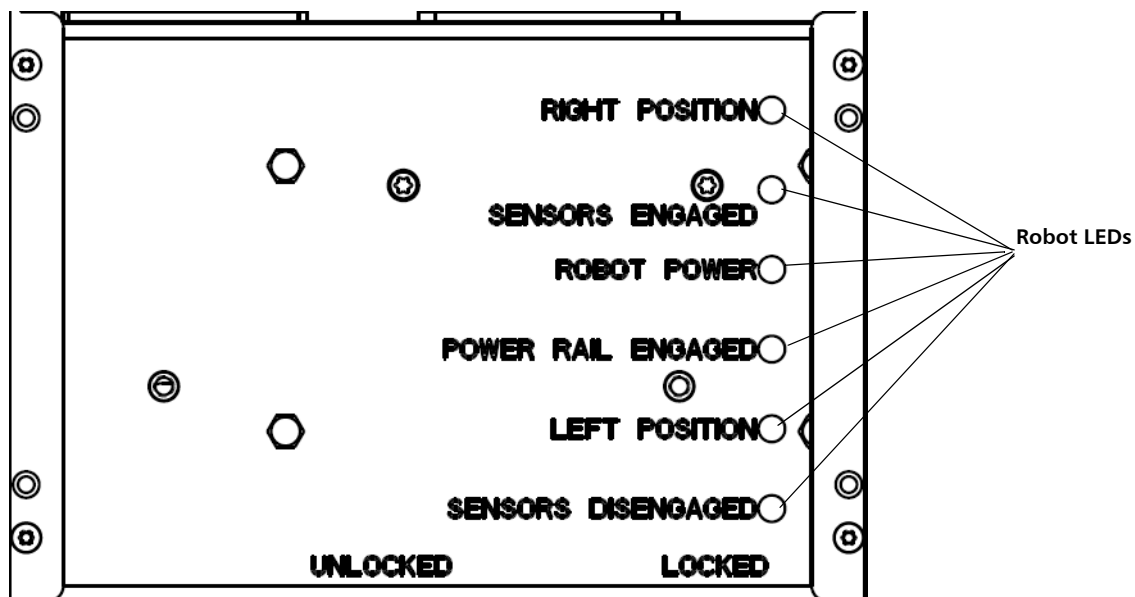 RIGHT POSITION
SENSORS ENGAGED
Robot LEDs
ROBOT POWER
POWER RAIL ENGAGED
LEFT POSITION
SENSORS DISENGAGED
UNLOCKED LOCKED